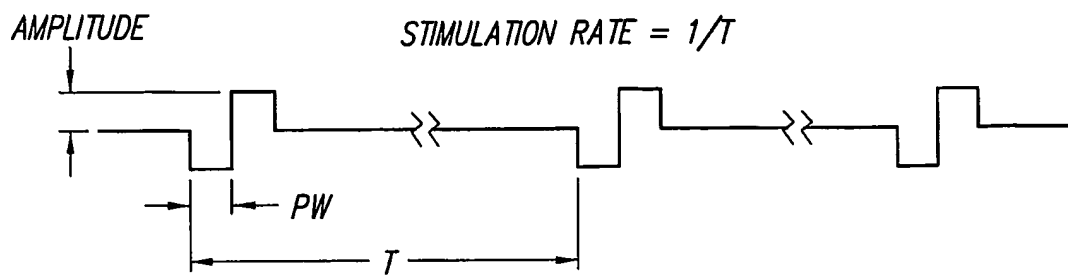 AMPLITUDE
STIMULATION RATE = 1/T
PW
T